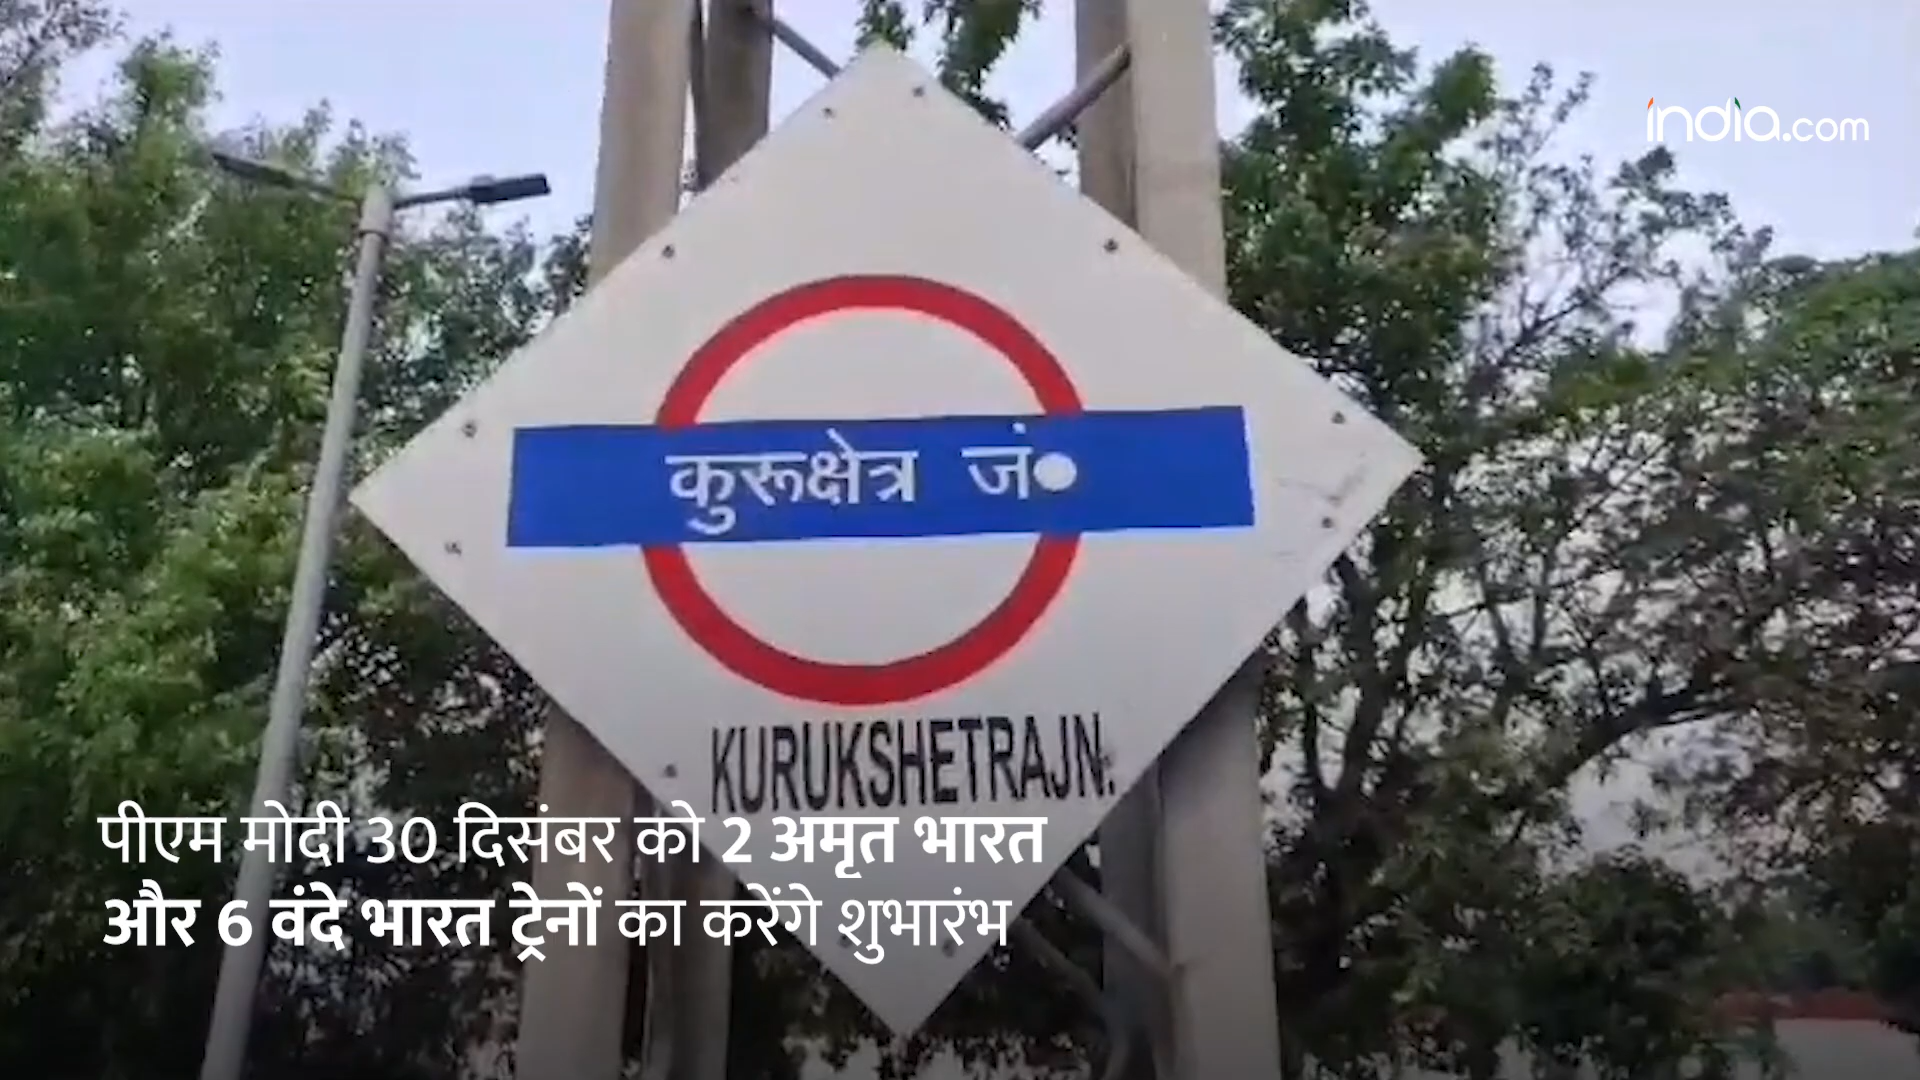 india.com
कुरूक्षेत्र जं॰
KURUKSHETRAJN.
पीएम मोदी 30 दिसंबर को 2 अमृत भारत
और 6 वंदे भारत ट्रेनों का करेंगे शुभारंभ